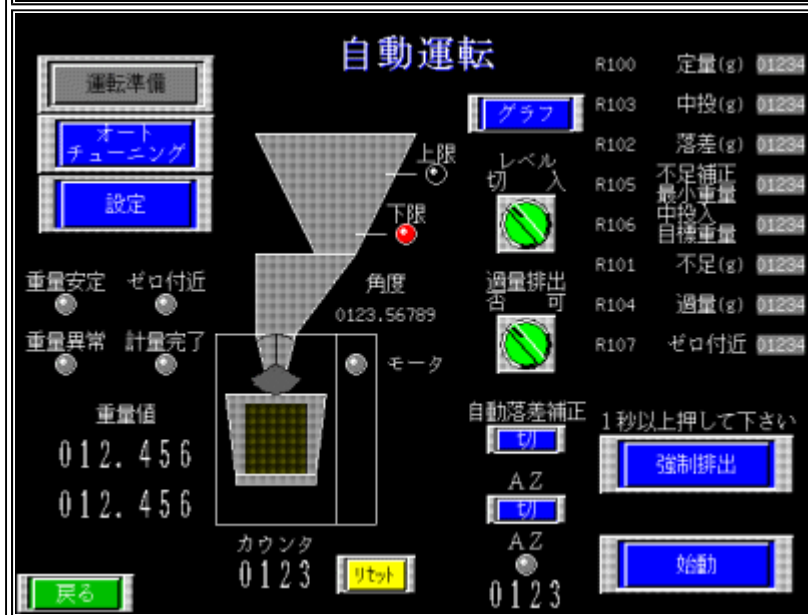 自動運転
運転準備
オート
チューニング
設定
グラフ
レベル
切 入
上限
下限
角度
0123.56789
過量排出
否 可
重量安定 ゼロ付近
重量異常 計量完了
モータ
重量値
012.456
012.456
カウンタ
0123
リセット
戻る
自動落差補正
切
AZ
切
AZ
0123
R100 定量(g) 01234
R103 中投(g) 01234
R102 落差(g) 01234
R105 不足補正
最小重量 01234
R106 中投入
目標重量 01234
R101 不足(g) 01234
R104 過量(g) 01234
R107 ゼロ付近 01234
1秒以上押して下さい
強制排出
始動